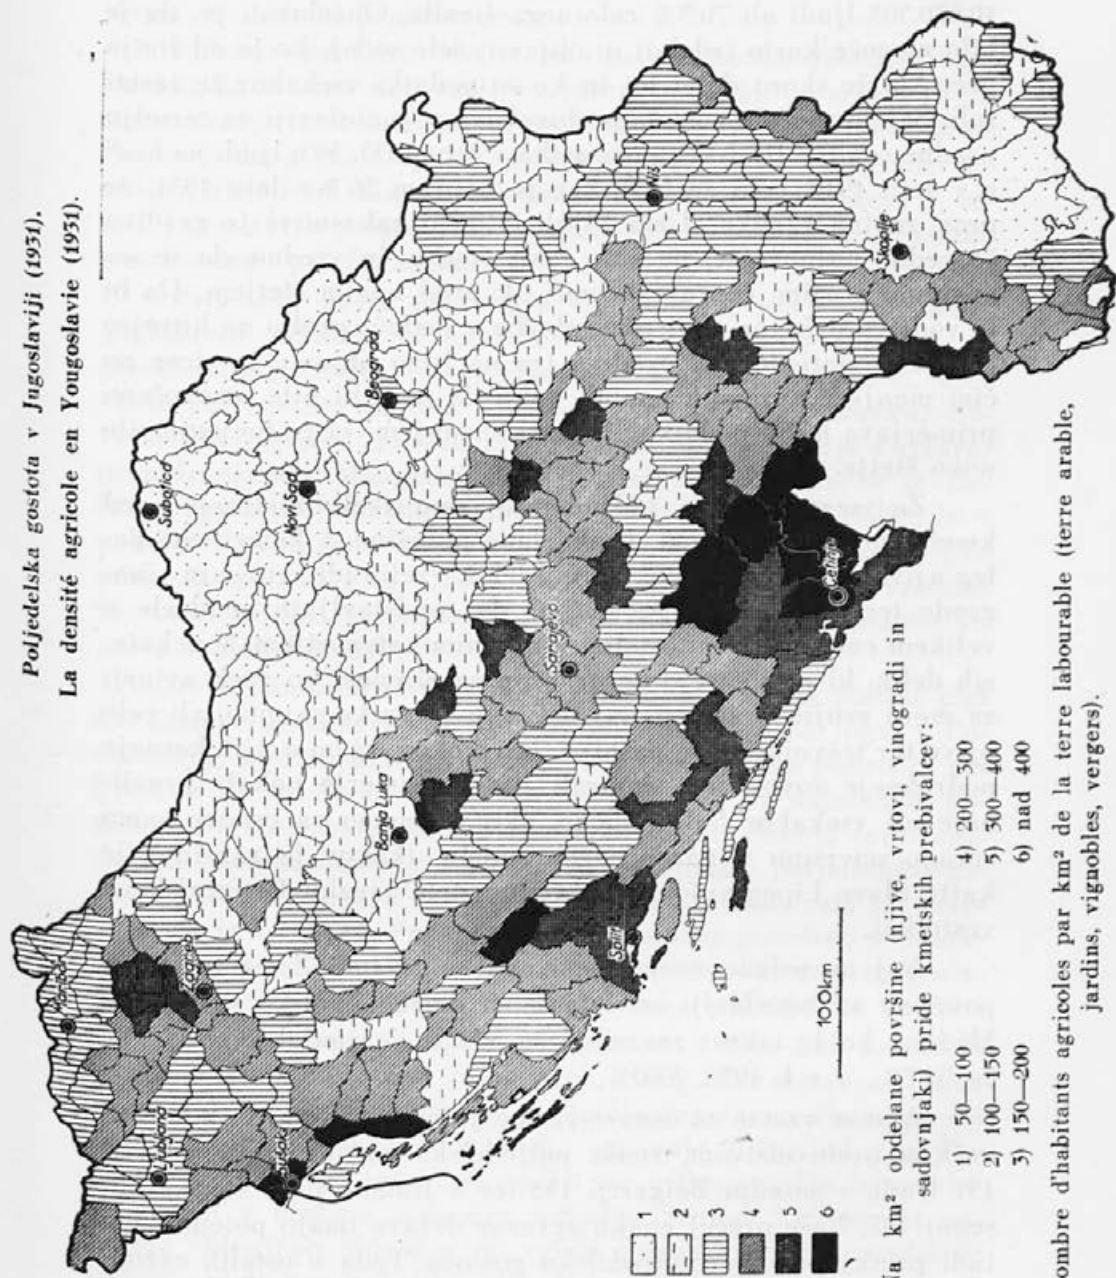 Poljedelska gostota v Jugoslaviji (1931).
La densité agricole en Yougoslavie (1931).
Maribor
Ljubljana
Zagreb
Sušak
Subotica
Novi Sad
Beograd
Banja Luka
Sarajevo
Split
Niš
Cetinje
Skoplje
100km
1
2
3
4
5
6
km² obdelane površine (njive, vrtovi, vinogradi in
sadovnjaki) pride kmetskih prebivalcev:
1) 50—100 4) 200—300
2) 100—150 5) 300—400
3) 150—200 6) nad 400
ombre d'habitants agricoles par km² de la terre labourable (terre arable,
jardins, vignobles, vergers).